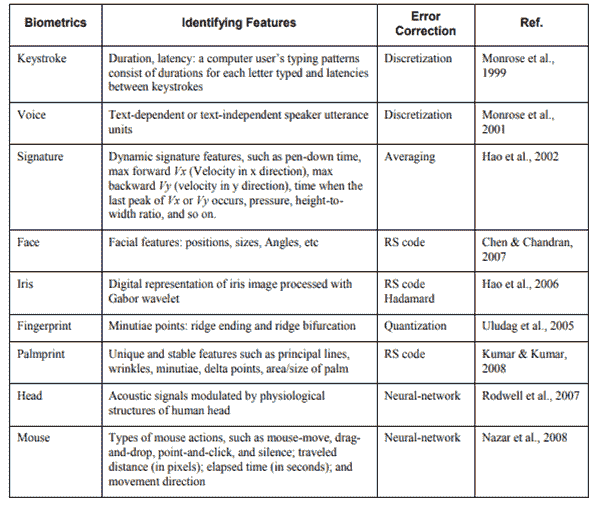 Biometrics Identifying Features Error Correction Ref.
Keystroke Duration, latency: a computer user's typing patterns Discretization Monrose et al.,
consist of durations for each letter typed and latencies 1999
between keystrokes
Voice Text-dependent or text-independent speaker utterance Discretization Monrose et al.,
units 2001
Signature Dynamic signature features, such as pen-down time, Averaging Hao et al., 2002
max forward Vx (Velocity in x direction), max
backward Vy (velocity in y direction), time when the
last peak of Vx or Vy occurs, pressure, height-to-
width ratio, and so on.
Face Facial features: positions, sizes, Angles, etc RS code Chen & Chandran,
2007
Iris Digital representation of iris image processed with RS code Hao et al., 2006
Gabor wavelet Hadamard
Fingerprint Minutiae points: ridge ending and ridge bifurcation Quantization Uludag et al., 2005
Palmprint Unique and stable features such as principal lines, RS code Kumar & Kumar,
wrinkles, minutiae, delta points, area/size of palm 2008
Head Acoustic signals modulated by physiological Neural-network Rodwell et al., 2007
structures of human head
Mouse Types of mouse actions, such as mouse-move, drag- Neural-network Nazar et al., 2008
and-drop, point-and-click, and silence; traveled
distance (in pixels); elapsed time (in seconds); and
movement direction